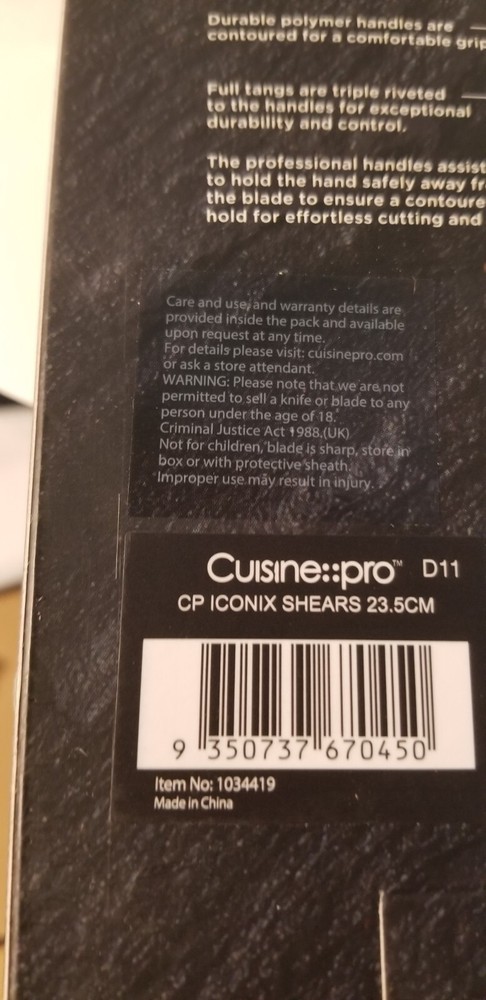 Durable polymer handles are
contoured for a comfortable grip
Full tangs are triple riveted
to the handles for exceptional
durability and control.
The professional handles assist
to hold the hand safely away
the blade to ensure a
hold for effortless cutting and
Care and use, and warranty details are
provided inside the pack and available
upon request at any time.
For details please visit: cuisinepro.com
or ask a store attendant.
WARNING: Please note that we are not
permitted to sell a knife or blade to any
person under the age of 18.
Criminal Justice Act 1988.(UK)
Not for children, blade is sharp, store in
box or with protective sheath.
Improper use may result in injury.
Cuisine::pro™ D11
CP ICONIX SHEARS 23.5CM
9 350737 670450
Item No: 1034419
Made in China